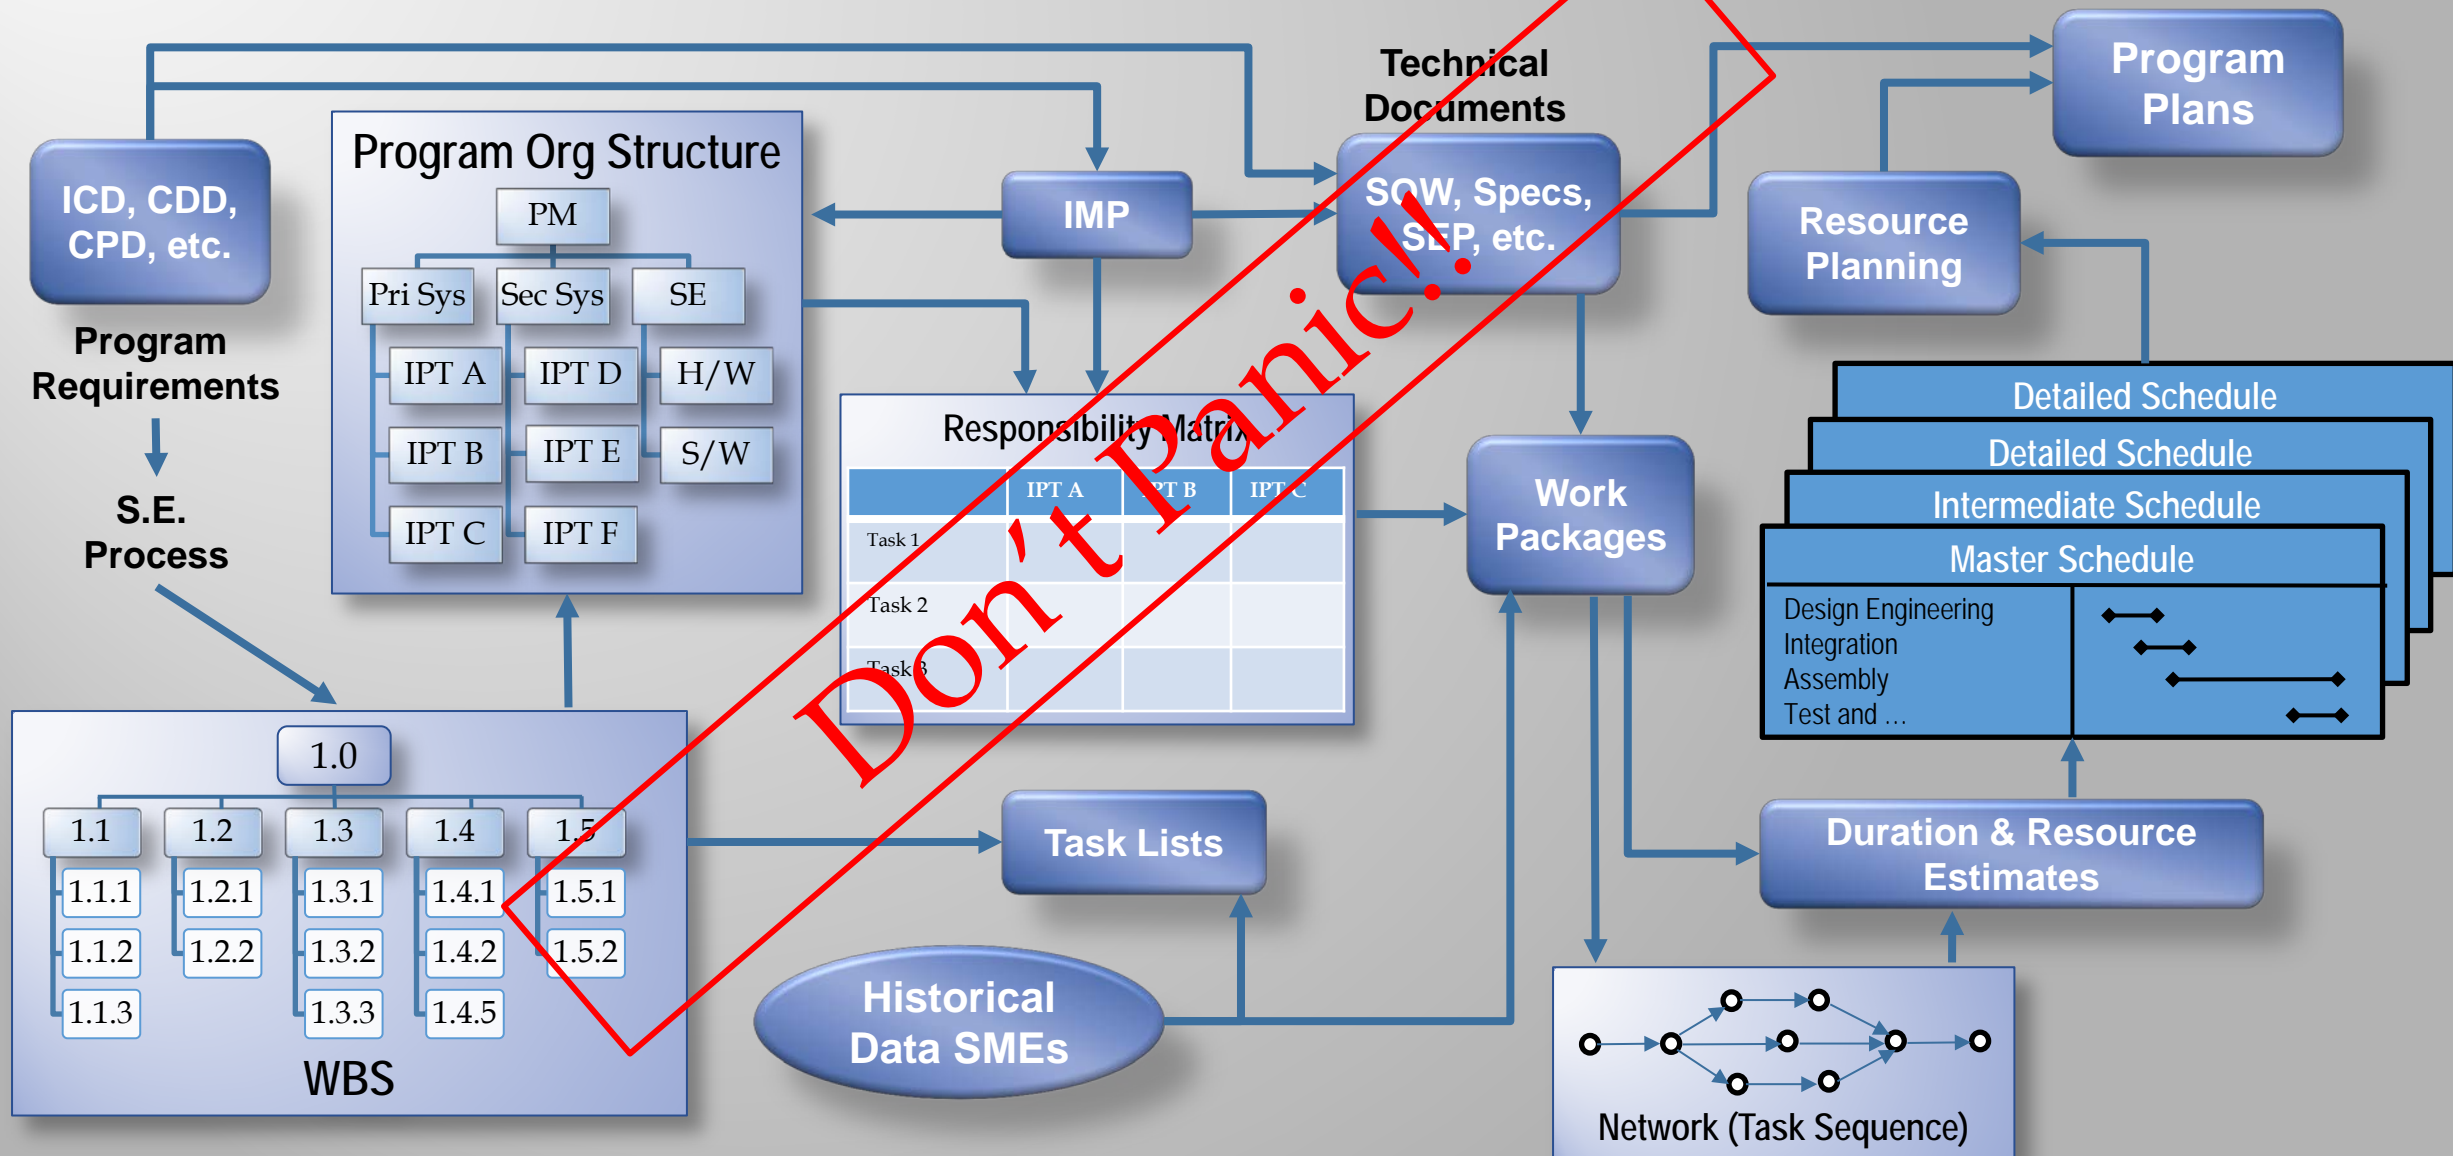 Technical
Documents
Program
Plans
ICD, CDD,
CPD, etc.
Program
Requirements
S.E.
Process
Program Org Structure
PM
Pri Sys
Sec Sys
SE
IPT A
IPT D
H/W
IPT B
IPT E
S/W
IPT C
IPT F
IMP
SOW, Specs,
SEP, etc.
Resource
Planning
Don't Panic!!
Responsibility Matrix
IPT A
IPT B
IPT C
Task 1
Task 2
Task 3
Work
Packages
Detailed Schedule
Detailed Schedule
Intermediate Schedule
Master Schedule
Design Engineering
Integration
Assembly
Test and ...
1.0
1.1
1.2
1.3
1.4
1.5
1.1.1
1.2.1
1.3.1
1.4.1
1.5.1
1.1.2
1.2.2
1.3.2
1.4.2
1.5.2
1.1.3
1.3.3
1.4.5
WBS
Task Lists
Historical
Data SMEs
Duration & Resource
Estimates
Network (Task Sequence)